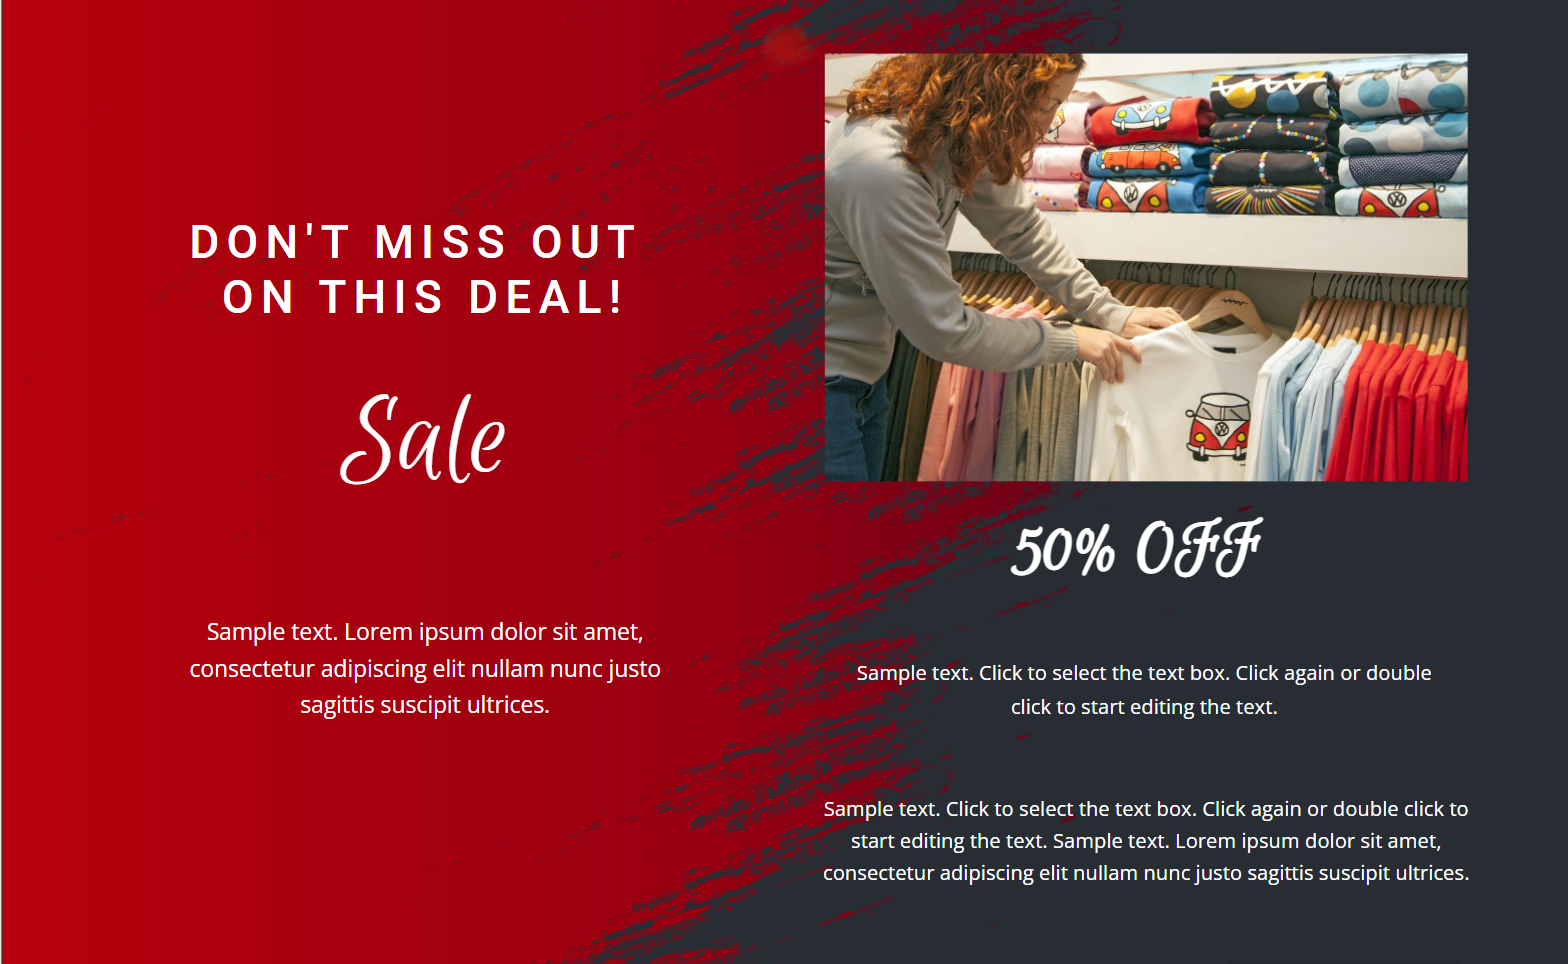 DON'T MISS OUT
ON THIS DEAL!
Sale
Sample text. Lorem ipsum dolor sit amet,
consectetur adipiscing elit nullam nunc justo
sagittis suscipit ultrices.
50% OFF
Sample text. Click to select the text box. Click again or double
click to start editing the text.
Sample text. Click to select the text box. Click again or double click to
start editing the text. Sample text. Lorem ipsum dolor sit amet,
consectetur adipiscing elit nullam nunc justo sagittis suscipit ultrices.